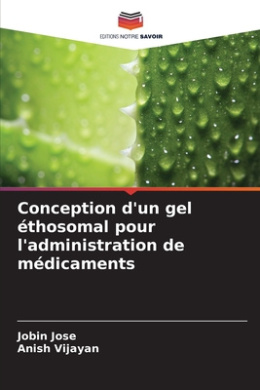 EDITIONS NOTRE SAVOIR
Conception d'un gel
éthosomal pour
l'administration de
médicaments
Jobin Jose
Anish Vijayan